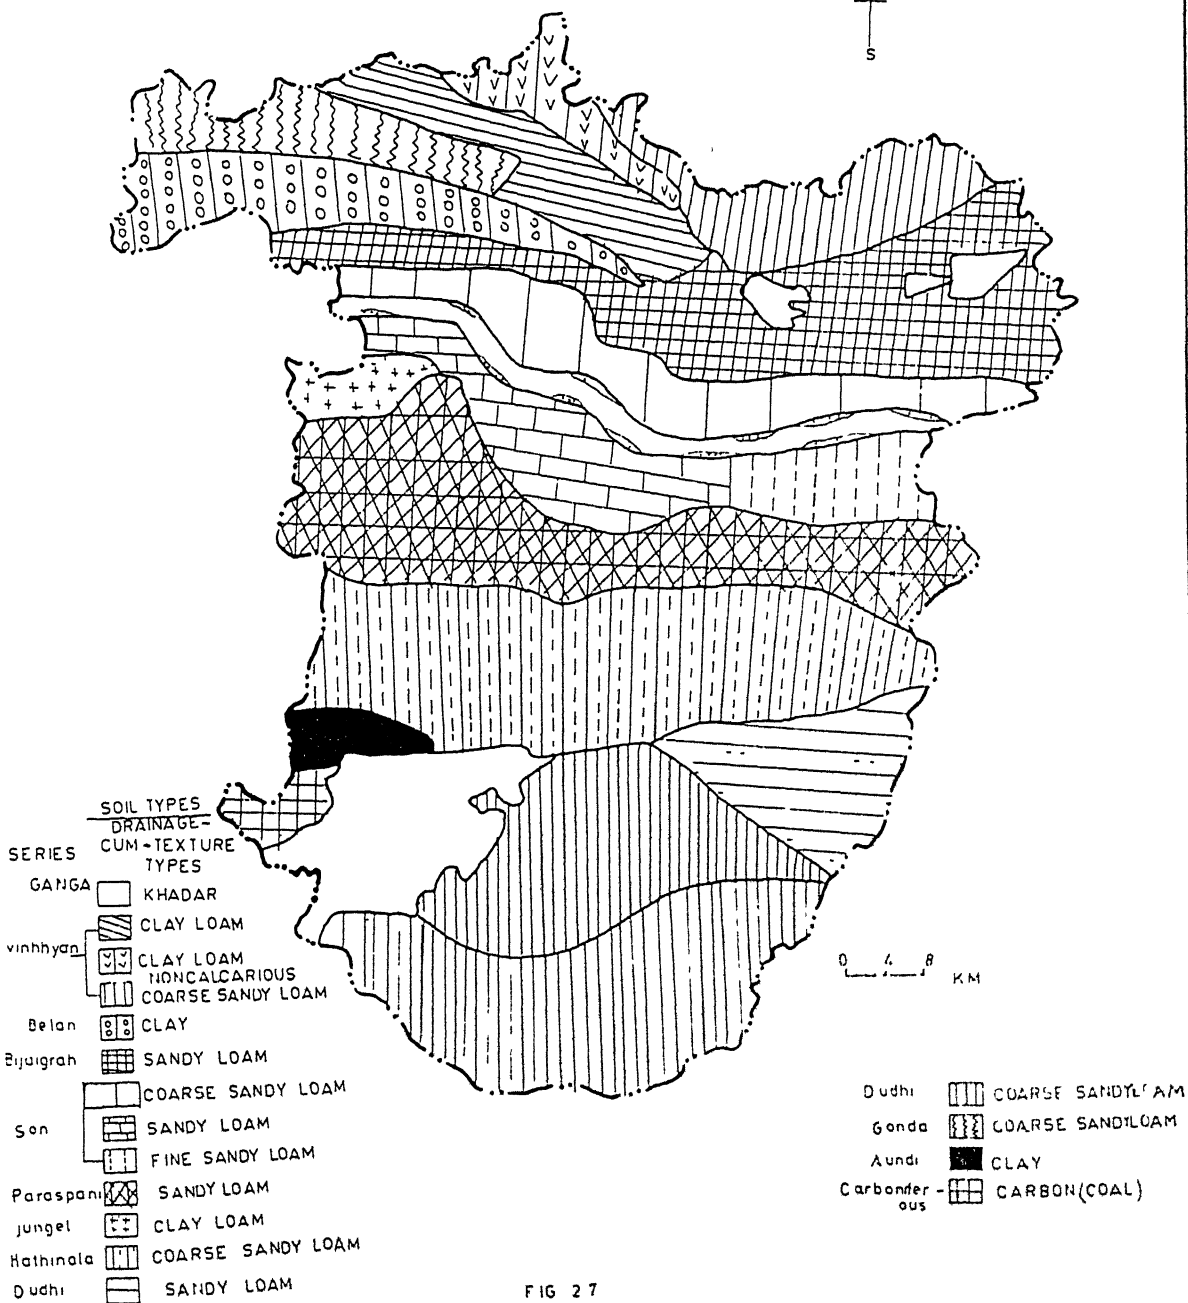 S
SOIL TYPES
DRAINAGE-
CUM-TEXTURE
TYPES
SERIES
GANGA KHADAR
vinhhyan CLAY LOAM
CLAY LOAM
NONCALCARIOUS
COARSE SANDY LOAM
Belan CLAY
Bijaigrah SANDY LOAM
COARSE SANDY LOAM
Son SANDY LOAM
FINE SANDY LOAM
Paraspani SANDY LOAM
jungel CLAY LOAM
Hathinala COARSE SANDY LOAM
Dudhi SANDY LOAM
0 4 8
KM
Dudhi COARSE SANDYLOAM
Gonda COARSE SANDYLOAM
Aundi CLAY
Carbonifer-
ous CARBON(COAL)
FIG 27